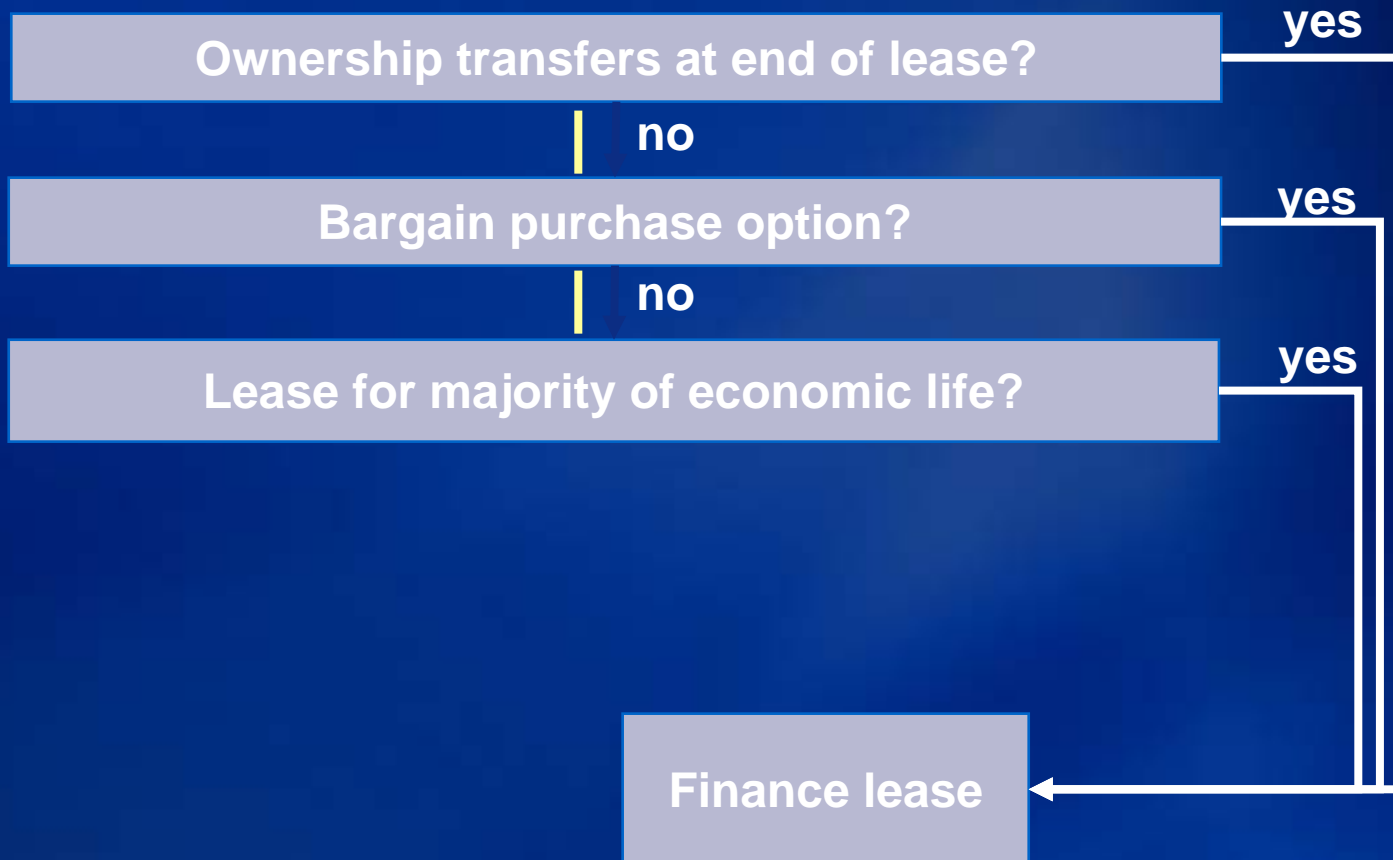 yes
Ownership transfers at end of lease?
no
yes
Bargain purchase option?
no
yes
Lease for majority of economic life?
Finance lease